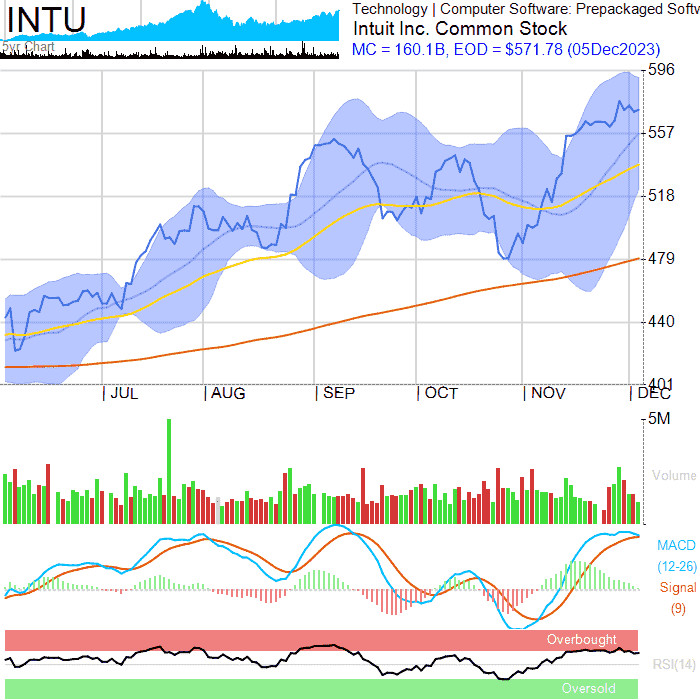 INTU
Technology | Computer Software: Prepackaged Softw
Intuit Inc. Common Stock
5yr Chart
MC = 160.1B, EOD = $571.78 (05Dec2023)
596
557
518
479
440
401
JUL AUG SEP OCT NOV DEC
5M
Volume
MACD
(12-26)
Signal
(9)
Overbought
RSI(14)
Oversold